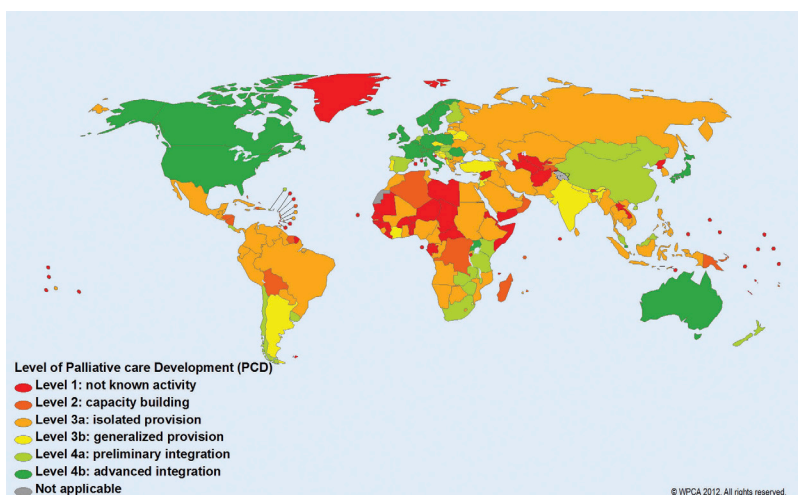 Level of Palliative care Development (PCD)
Level 1: not known activity
Level 2: capacity building
Level 3a: isolated provision
Level 3b: generalized provision
Level 4a: preliminary integration
Level 4b: advanced integration
Not applicable
© WPCA 2012. All rights reserved.